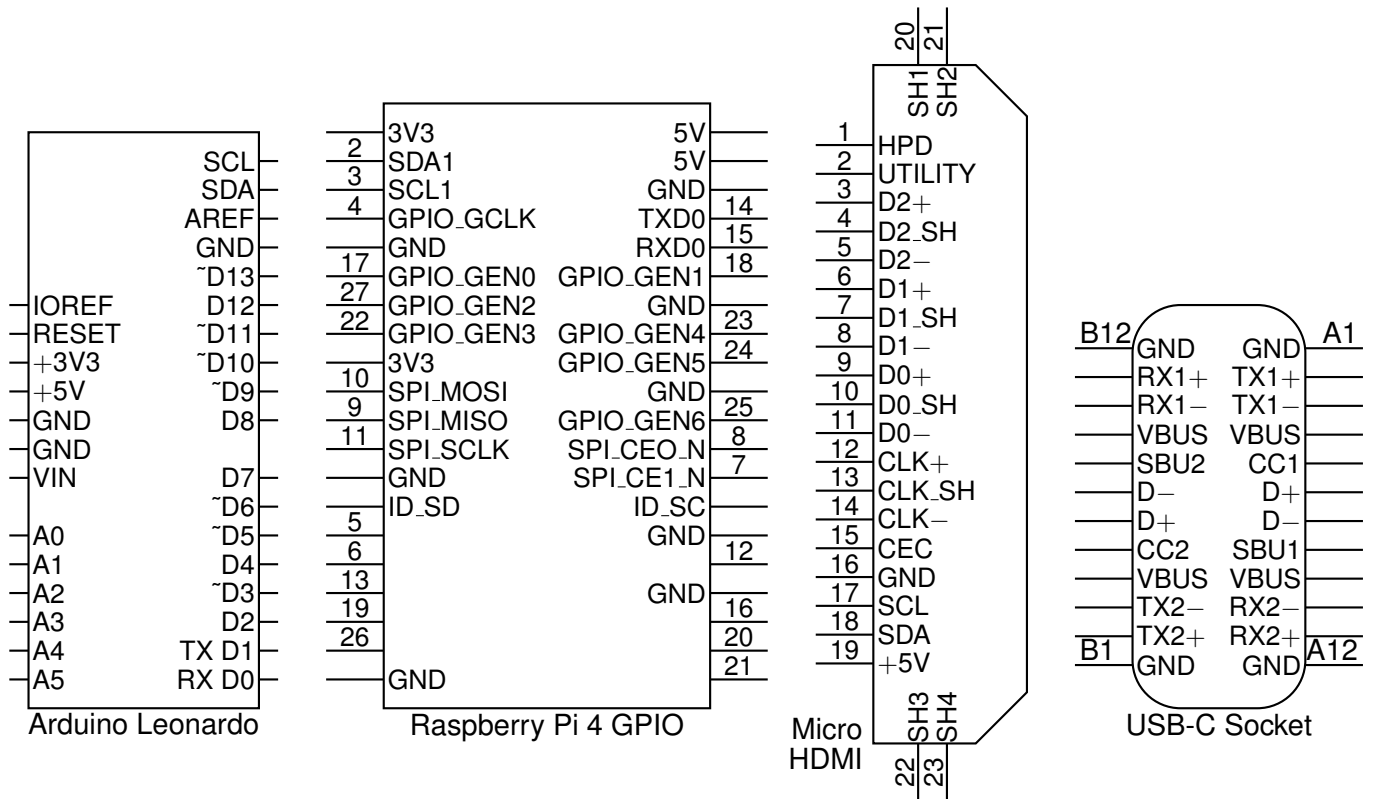 SCL
SDA
AREF
GND
˜D13
IOREF D12
RESET ˜D11
+3V3 ˜D10
+5V ˜D9
GND D8
GND
VIN D7
˜D6
A0 ˜D5
A1 D4
A2 ˜D3
A3 D2
A4 TX D1
A5 RX D0
Arduino Leonardo
3V3 5V
2 SDA1 5V
3 SCL1 GND
4 GPIO_GCLK TXD0 14
GND RXD0 15
17 GPIO_GEN0 GPIO_GEN1 18
27 GPIO_GEN2 GND
22 GPIO_GEN3 GPIO_GEN4 23
3V3 GPIO_GEN5 24
10 SPI_MOSI GND
9 SPI_MISO GPIO_GEN6 25
11 SPI_SCLK SPI_CEO_N 8
GND SPI_CE1_N 7
ID_SD ID_SC
5 GND
6 12
13 GND
19 16
26 20
GND 21
Raspberry Pi 4 GPIO
20 21
SH1 SH2
1 HPD
2 UTILITY
3 D2+
4 D2_SH
5 D2−
6 D1+
7 D1_SH
8 D1−
9 D0+
10 D0_SH
11 D0−
12 CLK+
13 CLK_SH
14 CLK−
15 CEC
16 GND
17 SCL
18 SDA
19 +5V
SH3 SH4
22 23
Micro
HDMI
B12 GND GND A1
RX1+ TX1+
RX1− TX1−
VBUS VBUS
SBU2 CC1
D− D+
D+ D−
CC2 SBU1
VBUS VBUS
TX2− RX2−
TX2+ RX2+
B1 GND GND A12
USB-C Socket